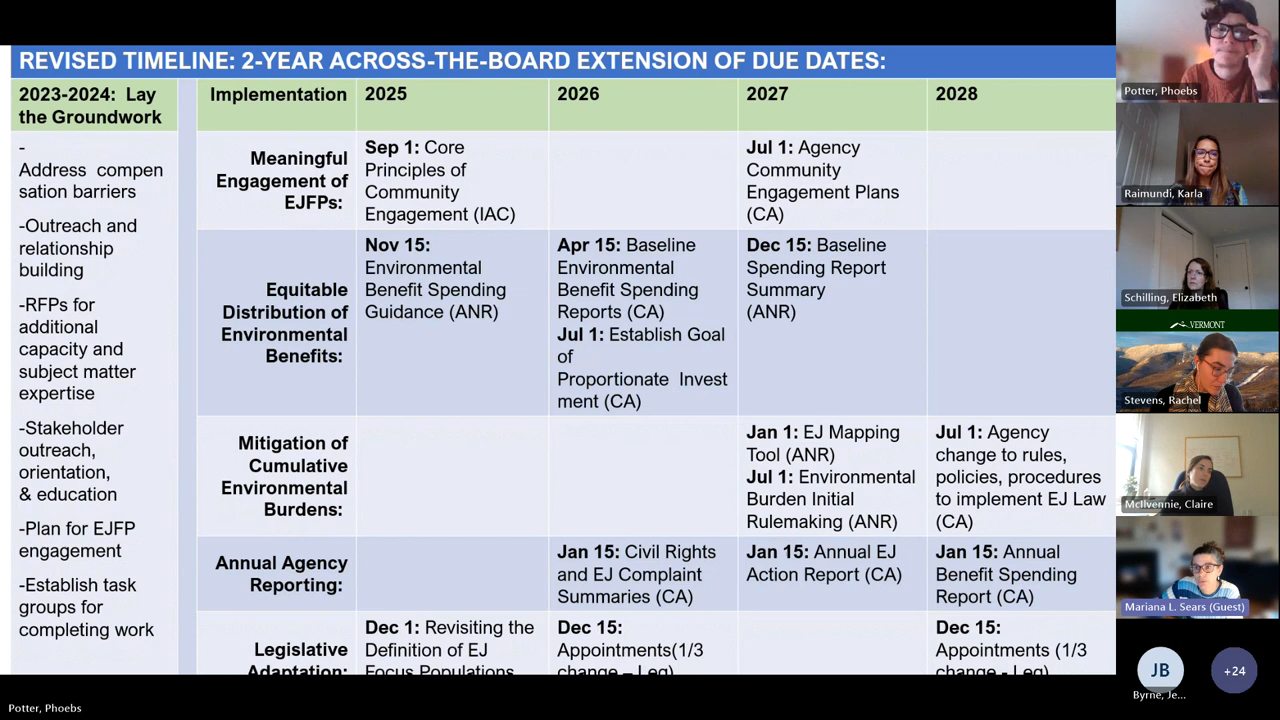 REVISED TIMELINE: 2-YEAR ACROSS-THE-BOARD EXTENSION OF DUE DATES:
2023-2024: Lay
the Groundwork
-
Address compen
sation barriers
-Outreach and
relationship
building
-RFPs for
additional
capacity and
subject matter
expertise
-Stakeholder
outreach,
orientation,
& education
-Plan for EJFP
engagement
-Establish task
groups for
completing work
Implementation
2025
2026
2027
2028
Meaningful
Engagement of
EJFPs:
Sep 1: Core
Principles of
Community
Engagement (IAC)
Jul 1: Agency
Community
Engagement Plans
(CA)
Equitable
Distribution of
Environmental
Benefits:
Nov 15:
Environmental
Benefit Spending
Guidance (ANR)
Apr 15: Baseline
Environmental
Benefit Spending
Reports (CA)
Jul 1: Establish Goal
of
Proportionate Invest
ment (CA)
Dec 15: Baseline
Spending Report
Summary
(ANR)
Mitigation of
Cumulative
Environmental
Burdens:
Jan 1: EJ Mapping
Tool (ANR)
Jul 1: Environmental
Burden Initial
Rulemaking (ANR)
Jul 1: Agency
change to rules,
policies, procedures
to implement EJ Law
(CA)
Annual Agency
Reporting:
Jan 15: Civil Rights
and EJ Complaint
Summaries (CA)
Jan 15: Annual EJ
Action Report (CA)
Jan 15: Annual
Benefit Spending
Report (CA)
Legislative
Adaptation:
Dec 1: Revisiting the
Definition of EJ
Focus Populations
Dec 15:
Appointments(1/3
change – Leg)
Dec 15:
Appointments (1/3
change - Leg)
Potter, Phoebs
Raimundi, Karla
Schilling, Elizabeth
VERMONT
Stevens, Rachel
McIlvennie, Claire
Mariana L. Sears (Guest)
JB
Byrne, Je...
+24
Potter, Phoebs